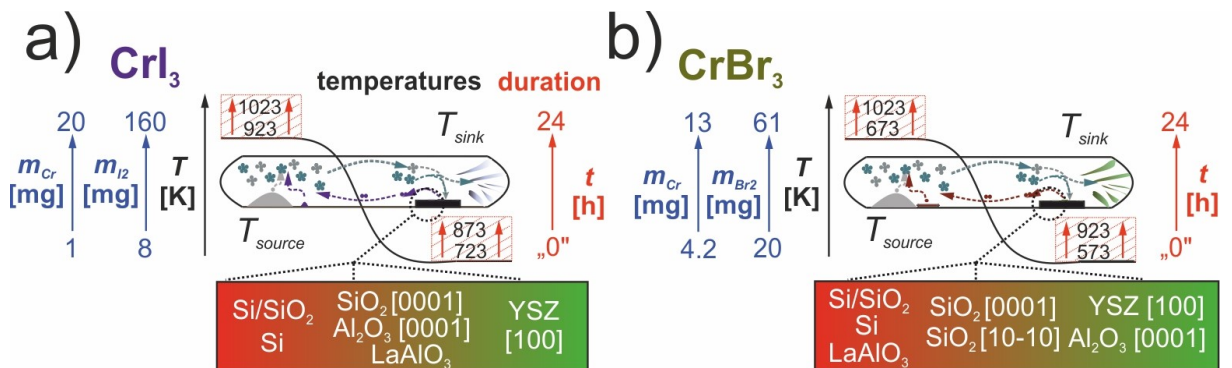 a)
CrI₃
temperatures
duration
20
160
1023
923
T_sink
24
m_Cr
[mg]
m_I2
[mg]
T
[K]
t
[h]
T_source
1
8
873
723
„0"
Si/SiO₂
Si
SiO₂ [0001]
Al₂O₃ [0001]
LaAlO₃
YSZ
[100]
b)
CrBr₃
13
61
1023
673
T_sink
24
m_Cr
[mg]
m_Br2
[mg]
T
[K]
t
[h]
T_source
4.2
20
923
573
„0"
Si/SiO₂
Si
LaAlO₃
SiO₂ [0001]
SiO₂ [10-10]
YSZ [100]
Al₂O₃ [0001]